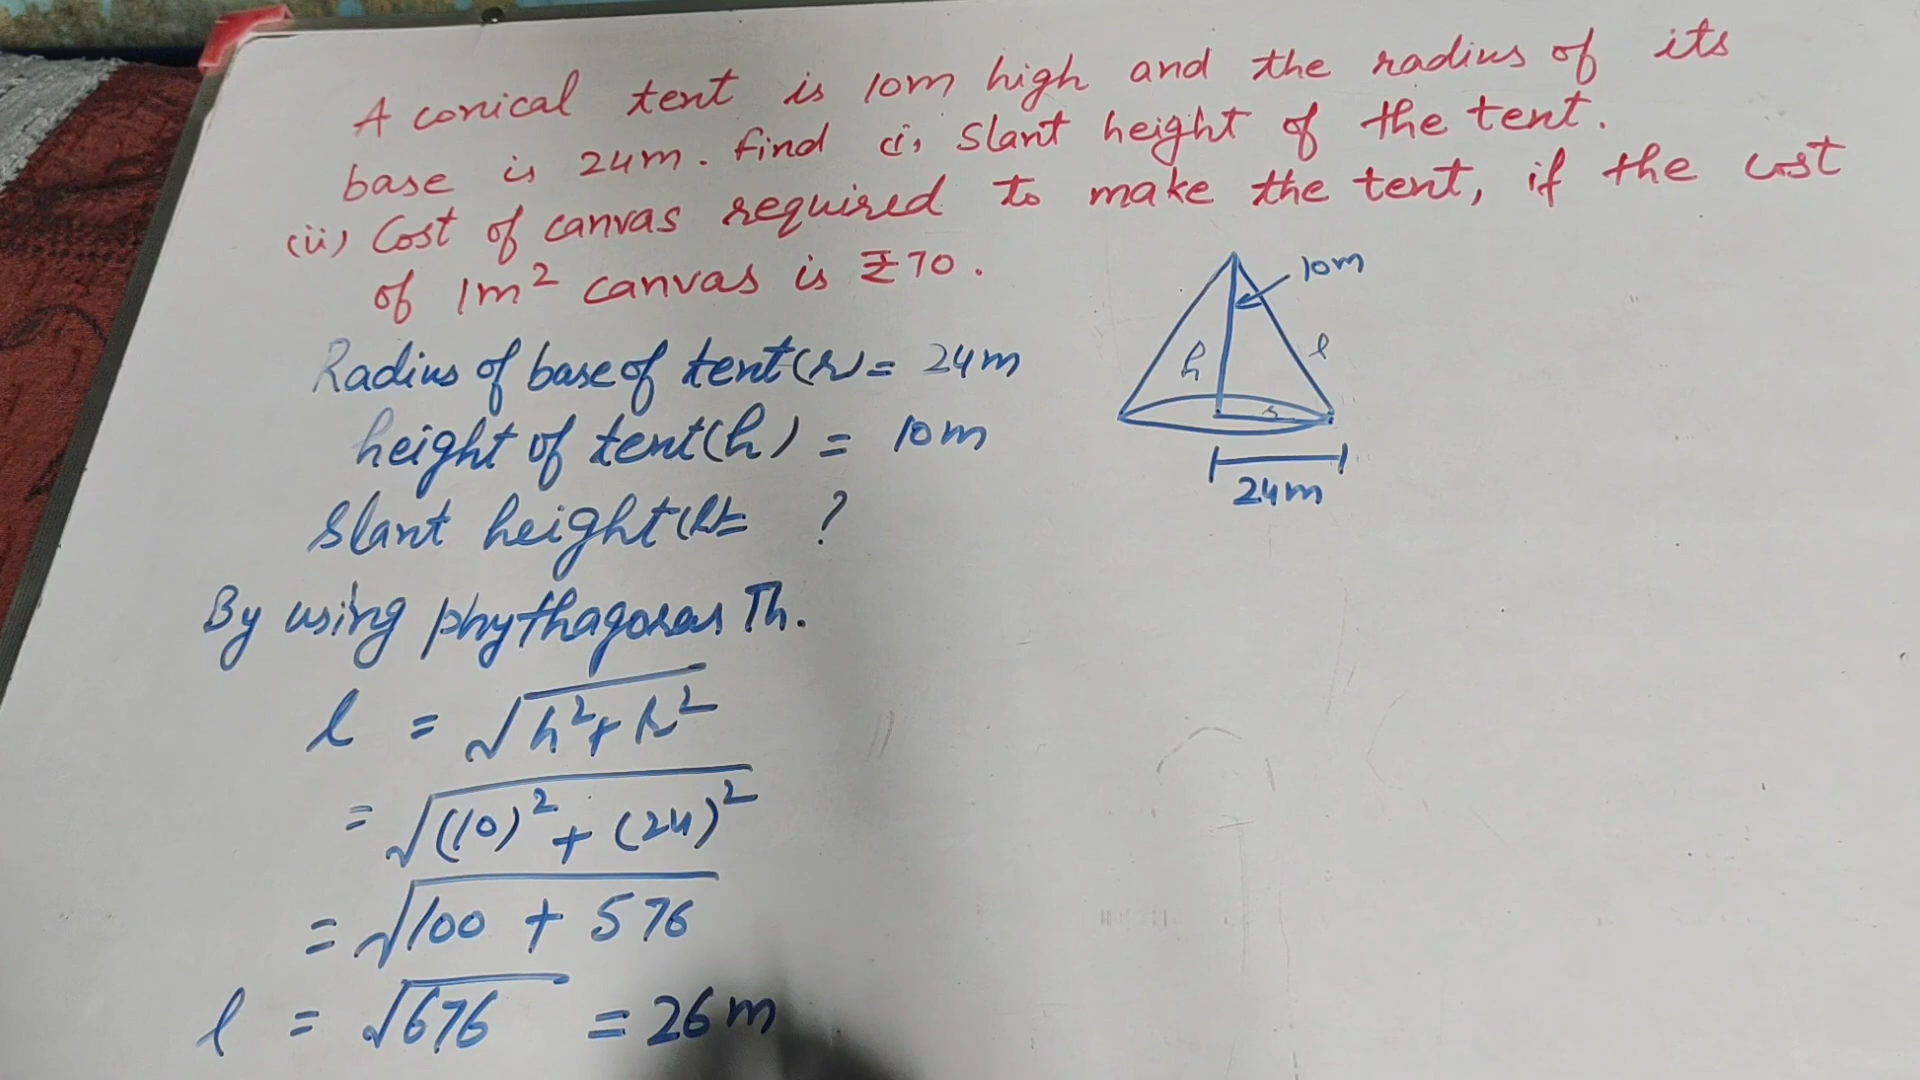 A conical tent is 10m high and the radius of its
base is 24m. find (i) Slant height of the tent.
(ii) Cost of canvas required to make the tent, if the cost
of 1m² canvas is ₹70.
10m
h
l
r
24m
Radius of base of tent(r) = 24m
height of tent(h) = 10m
Slant height(l)= ?
By using phythagoras Th.
l = √h²+r²
= √(10)²+(24)²
= √100 + 576
l = √676 = 26m